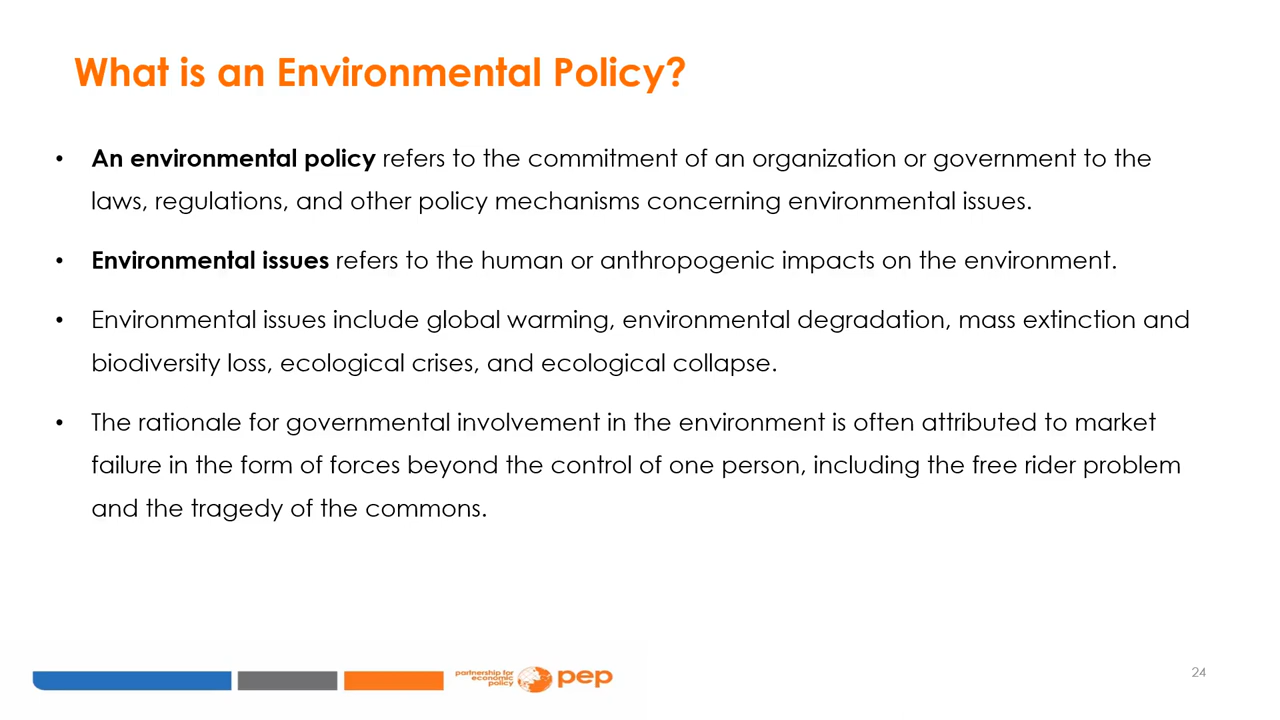 What is an Environmental Policy?
• An environmental policy refers to the commitment of an organization or government to the
laws, regulations, and other policy mechanisms concerning environmental issues.
• Environmental issues refers to the human or anthropogenic impacts on the environment.
• Environmental issues include global warming, environmental degradation, mass extinction and
biodiversity loss, ecological crises, and ecological collapse.
• The rationale for governmental involvement in the environment is often attributed to market
failure in the form of forces beyond the control of one person, including the free rider problem
and the tragedy of the commons.
partnership for
economic
policy
pep
24